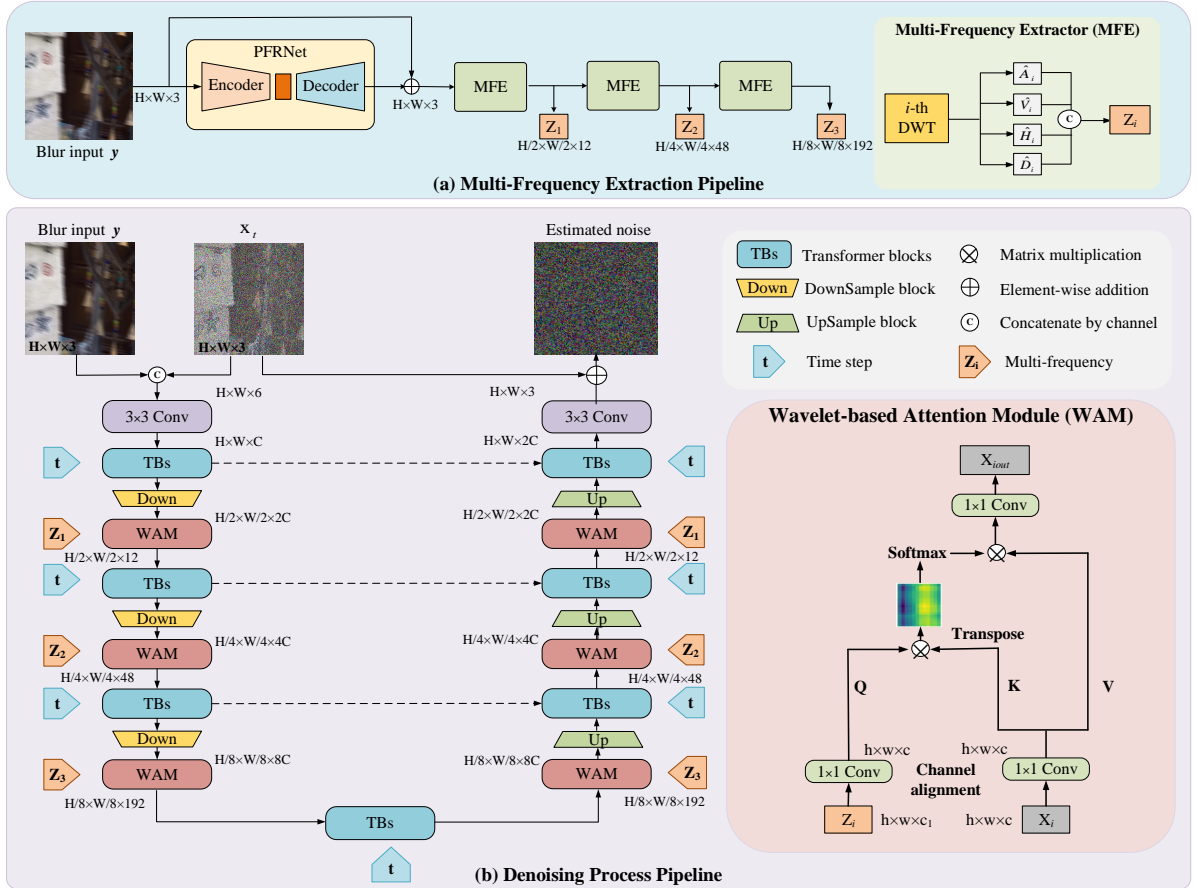 PFRNet
Encoder
Decoder
H×W×3
H×W×3
Blur input y
MFE
MFE
MFE
Z1
Z2
Z3
H/2×W/2×12
H/4×W/4×48
H/8×W/8×192
Multi-Frequency Extractor (MFE)
i-th
DWT
Âi
V̂i
Ĥi
D̂i
C
Zi
(a) Multi-Frequency Extraction Pipeline
Blur input y
Xt
Estimated noise
H×W×3
H×W×3
C
H×W×6
H×W×3
3×3 Conv
3×3 Conv
H×W×C
H×W×2C
t
TBs
TBs
t
Down
Up
H/2×W/2×2C
H/2×W/2×2C
Z1
WAM
WAM
Z1
H/2×W/2×12
H/2×W/2×12
t
TBs
TBs
t
Down
Up
H/4×W/4×4C
H/4×W/4×4C
Z2
WAM
WAM
Z2
H/4×W/4×48
H/4×W/4×48
t
TBs
TBs
t
Down
Up
H/8×W/8×8C
H/8×W/8×8C
Z3
WAM
WAM
Z3
H/8×W/8×192
H/8×W/8×192
TBs
t
TBs
Transformer blocks
Matrix multiplication
Down
DownSample block
Element-wise addition
Up
UpSample block
C
Concatenate by channel
t
Time step
Zi
Multi-frequency
Wavelet-based Attention Module (WAM)
Xiout
1×1 Conv
Softmax
Transpose
Q
K
V
h×w×c
h×w×c
1×1 Conv
Channel
alignment
1×1 Conv
Zi
h×w×c1
h×w×c
Xi
(b) Denoising Process Pipeline